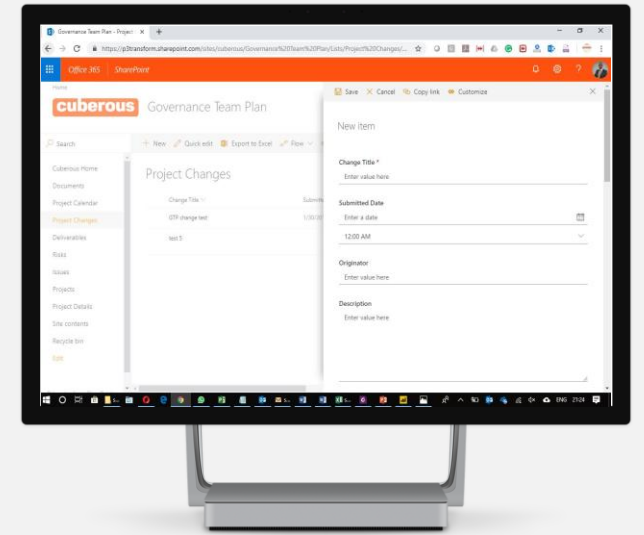 Governance Team Plan - Project
https://p3transform.sharepoint.com/sites/cuberous/Governance%20Team%20Plan/Lists/Project%20Changes/...
Office 365 SharePoint
Home
cuberous Governance Team Plan
Search
New Quick edit Export to Excel Flow
Save Cancel Copy link Customize
New item
Cuberous Home
Documents
Project Calendar
Project Changes
Deliverables
Risks
Issues
Projects
Project Details
Site contents
Recycle bin
Edit
Project Changes
Change Title
Submitte
GTP change test
test 5
Change Title *
Enter value here
Submitted Date
Enter a date
12:00 AM
Originator
Enter value here
Description
Enter value here
ENG 21:24